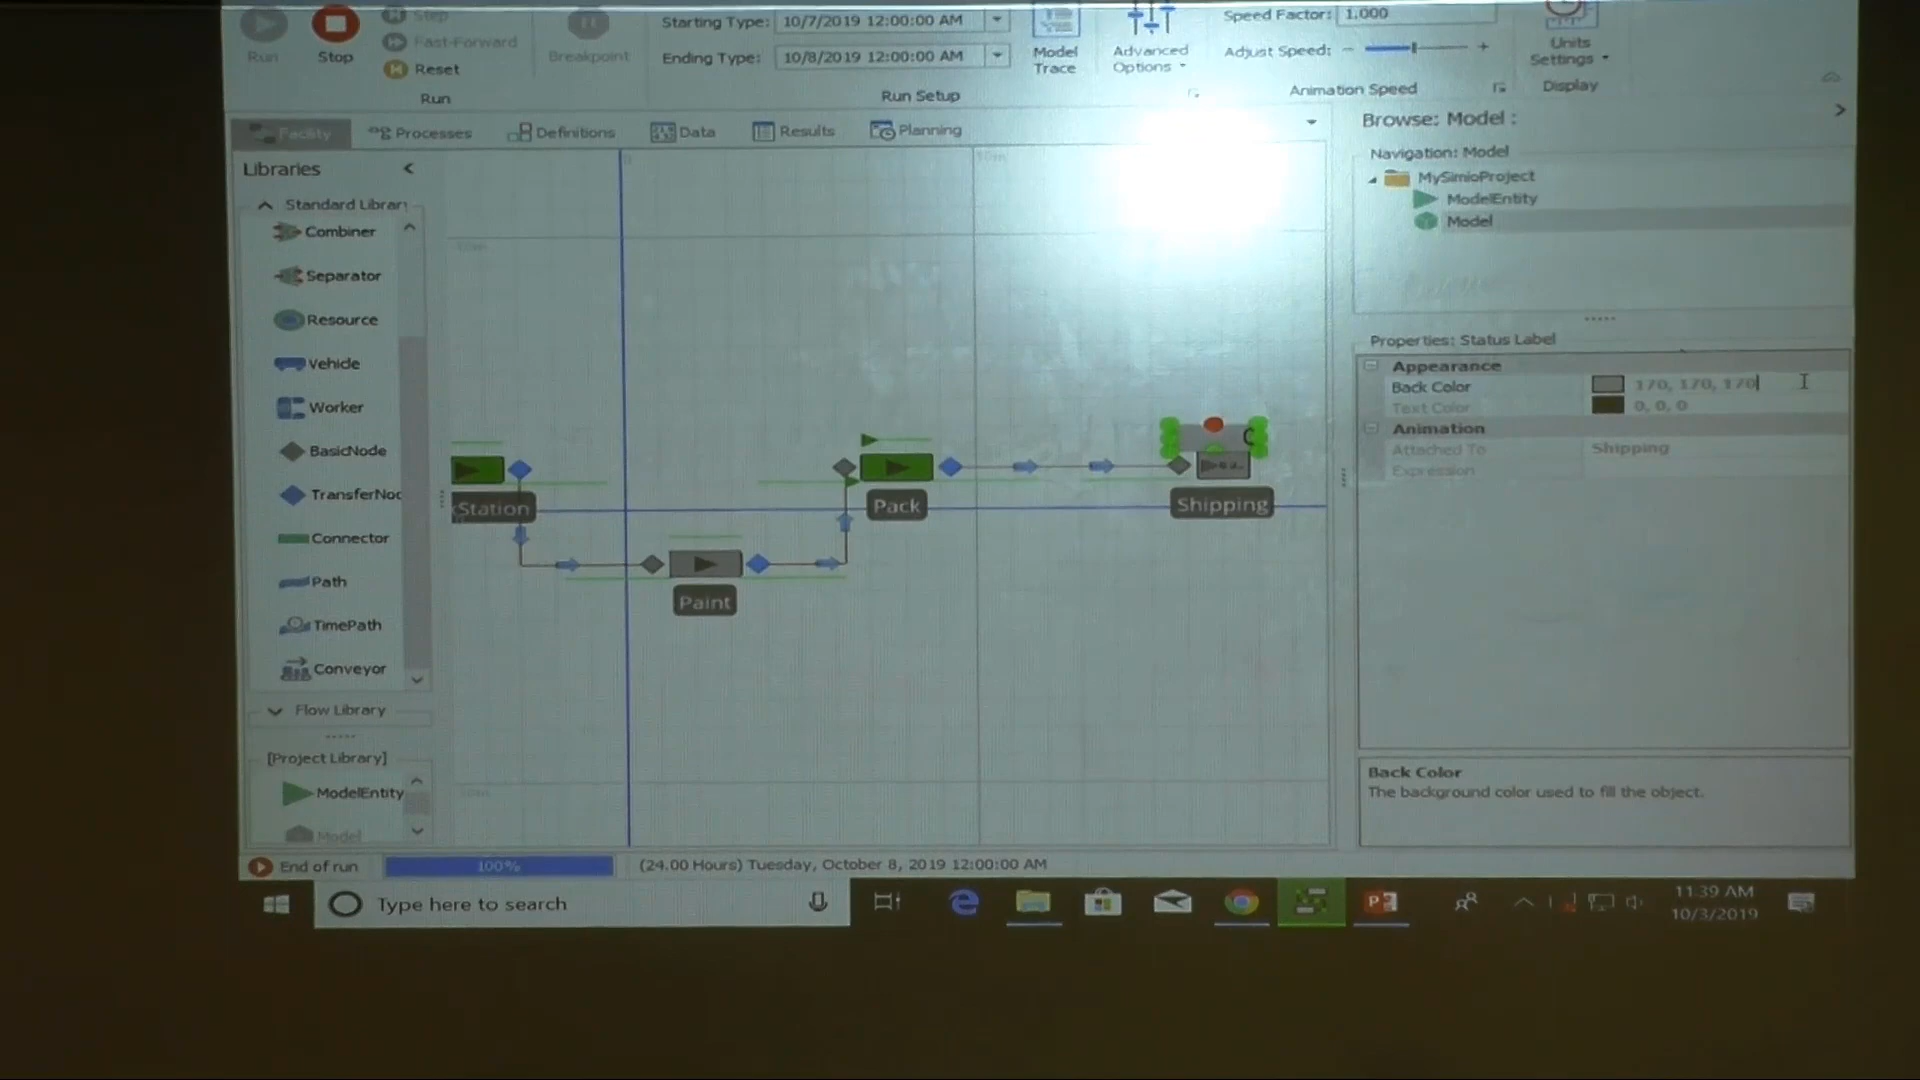 Run
Stop
Step
Fast-Forward
Reset
Run
Breakpoint
Starting Type: 10/7/2019 12:00:00 AM
Ending Type: 10/8/2019 12:00:00 AM
Run Setup
Model
Trace
Advanced
Options
Speed Factor: 1.000
Adjust Speed: − +
Animation Speed
Units
Settings
Display
Facility
Processes
Definitions
Data
Results
Planning
Libraries
Standard Librar
Combiner
Separator
Resource
Vehicle
Worker
BasicNode
TransferNoc
Connector
Path
TimePath
Conveyor
Flow Library
[Project Library]
ModelEntity
Model
Station
Paint
Pack
Shipping
Browse: Model :
Navigation: Model
MySimioProject
ModelEntity
Model
Properties: Status Label
Appearance
Back Color 170, 170, 170
Text Color 0, 0, 0
Animation
Attached To Shipping
Expression
Back Color
The background color used to fill the object.
End of run 100% (24.00 Hours) Tuesday, October 8, 2019 12:00:00 AM
Type here to search
11:39 AM
10/3/2019